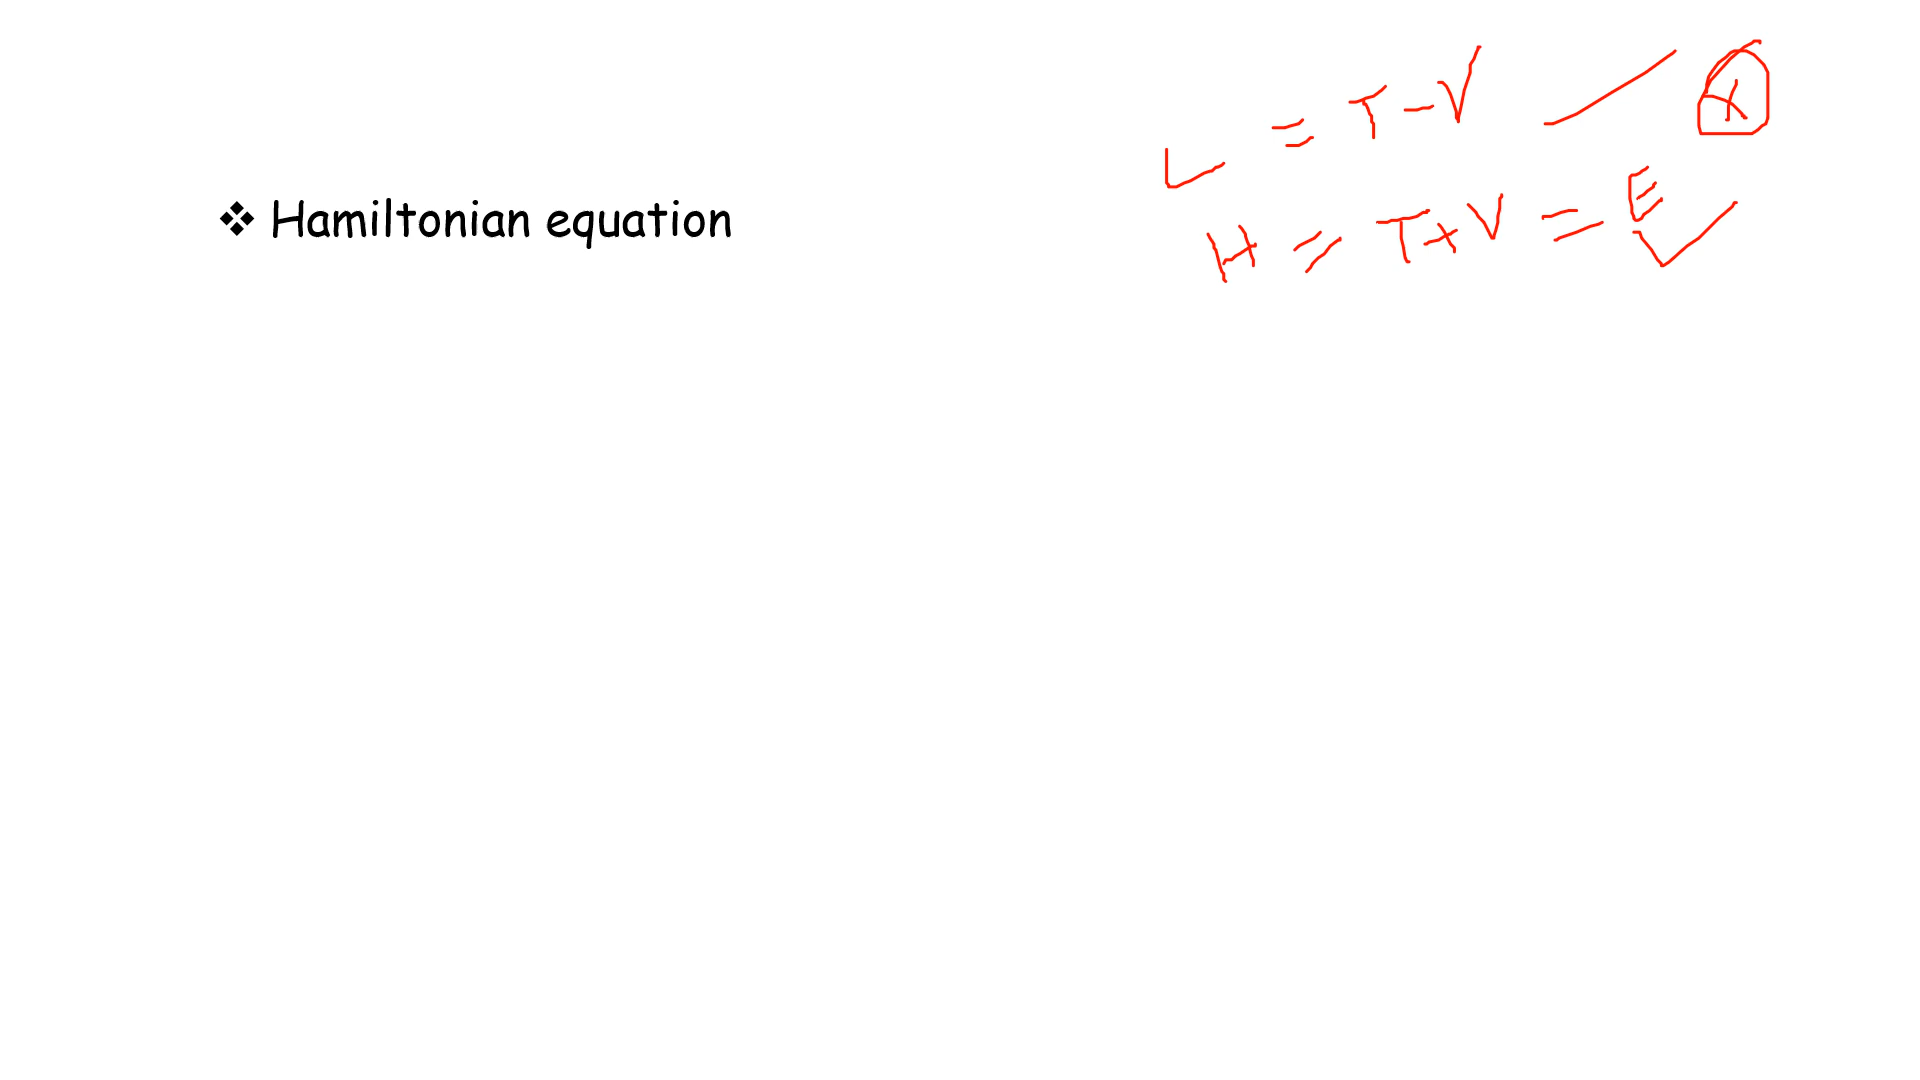 L = T - V
❖ Hamiltonian equation
H = T + V = E